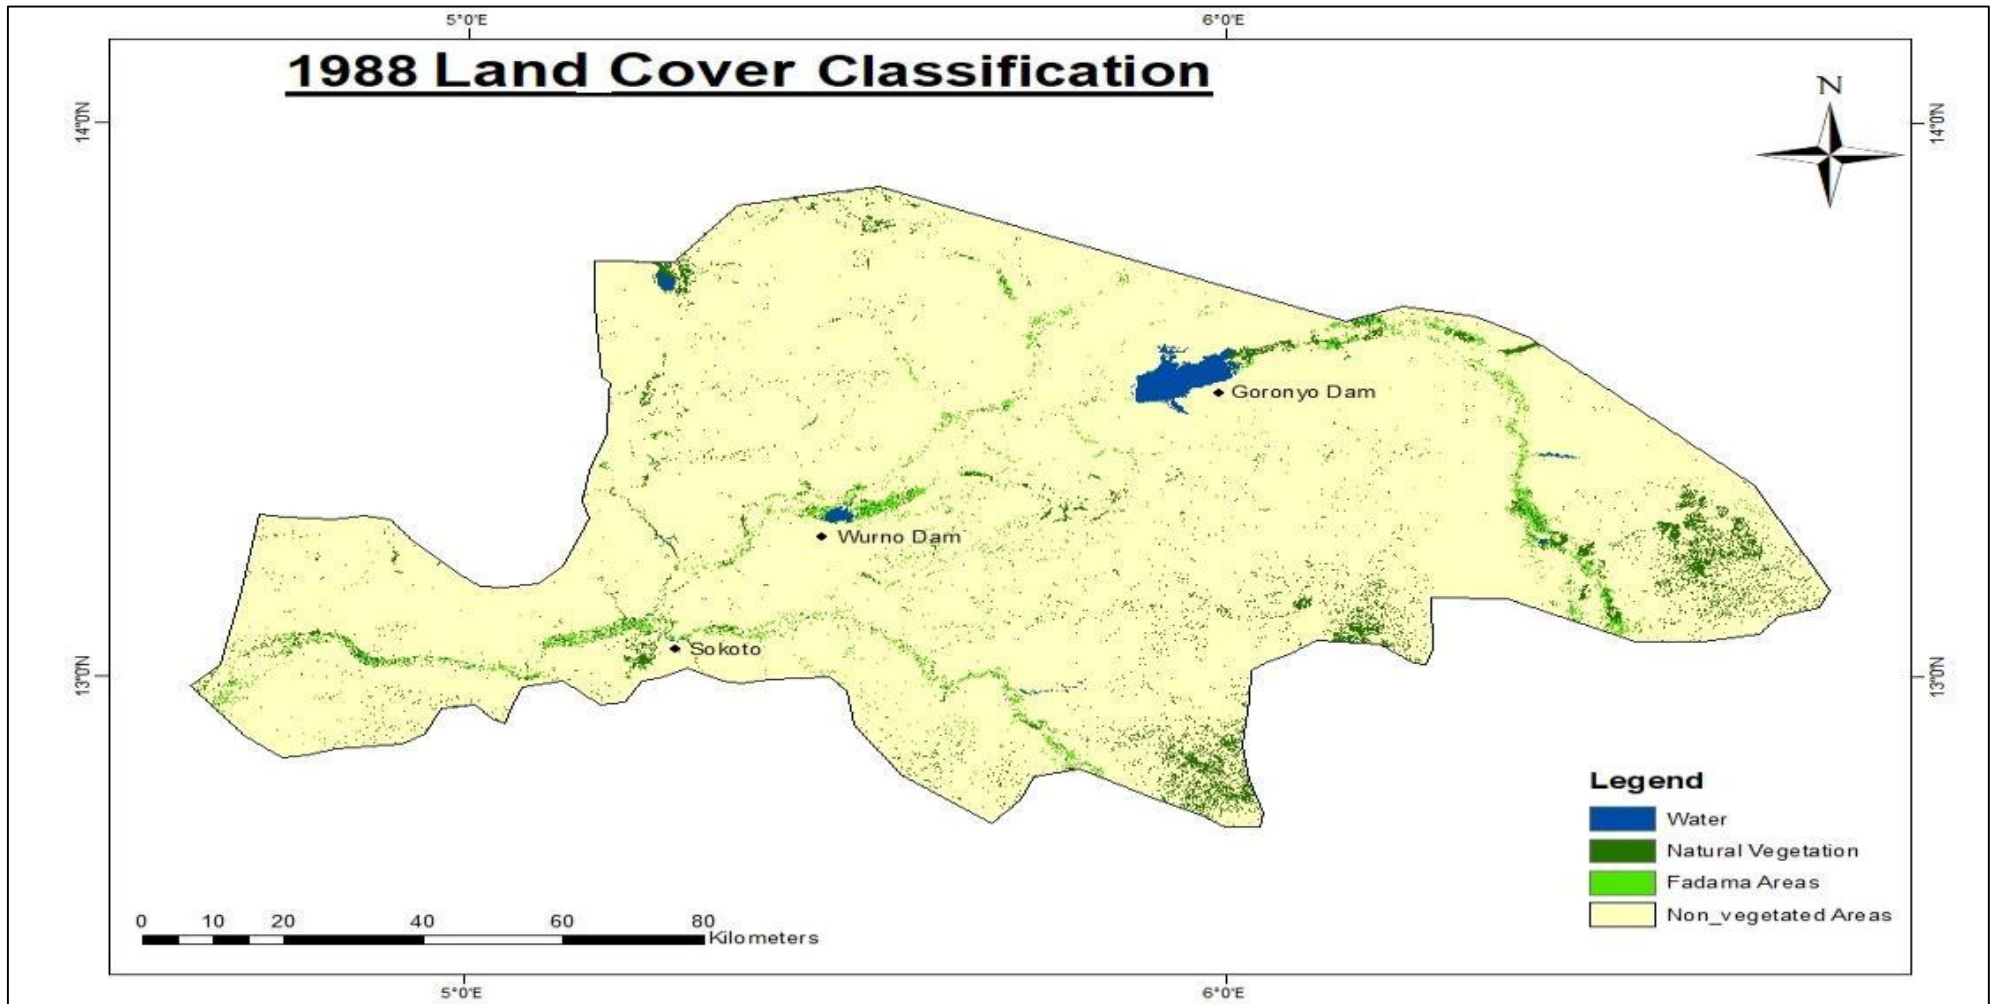 5°0'E 6°0'E
1988 Land Cover Classification
N
14°0'N 14°0'N
Goronyo Dam
Wurno Dam
Sokoto
13°0'N 13°0'N
Legend
Water
Natural Vegetation
Fadama Areas
Non_vegetated Areas
0 10 20 40 60 80
Kilometers
5°0'E 6°0'E